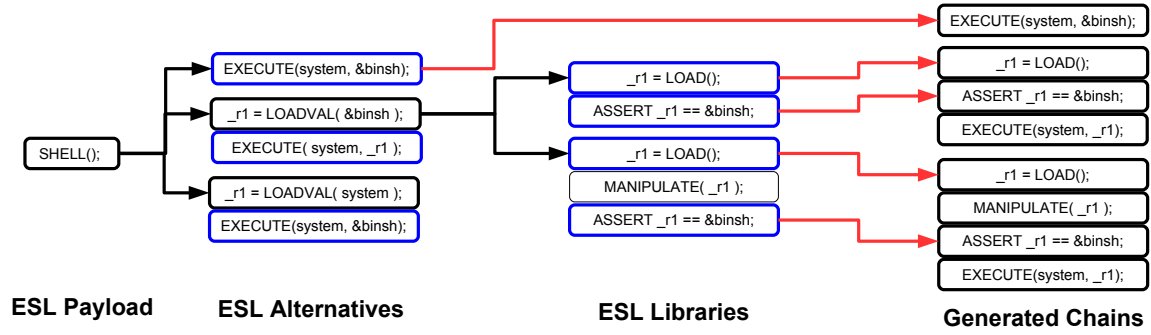 SHELL();
ESL Payload
EXECUTE(system, &binsh);
_r1 = LOADVAL( &binsh );
EXECUTE( system, _r1 );
_r1 = LOADVAL( system );
EXECUTE(system, &binsh);
ESL Alternatives
_r1 = LOAD();
ASSERT _r1 == &binsh;
_r1 = LOAD();
MANIPULATE( _r1 );
ASSERT _r1 == &binsh;
ESL Libraries
EXECUTE(system, &binsh);
_r1 = LOAD();
ASSERT _r1 == &binsh;
EXECUTE(system, _r1);
_r1 = LOAD();
MANIPULATE( _r1 );
ASSERT _r1 == &binsh;
EXECUTE(system, _r1);
Generated Chains